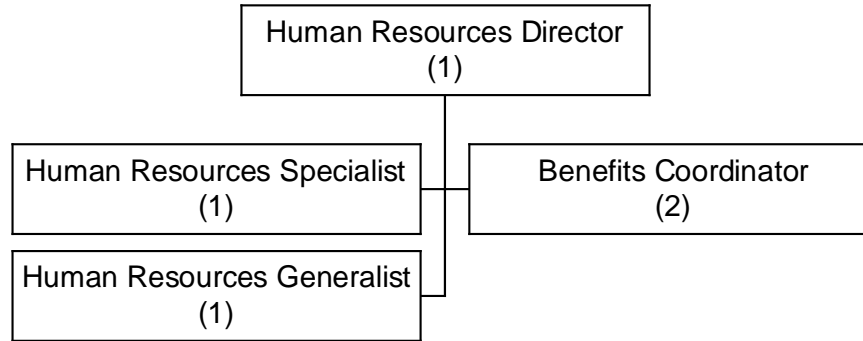 Human Resources Director
(1)
Human Resources Specialist
(1)
Benefits Coordinator
(2)
Human Resources Generalist
(1)